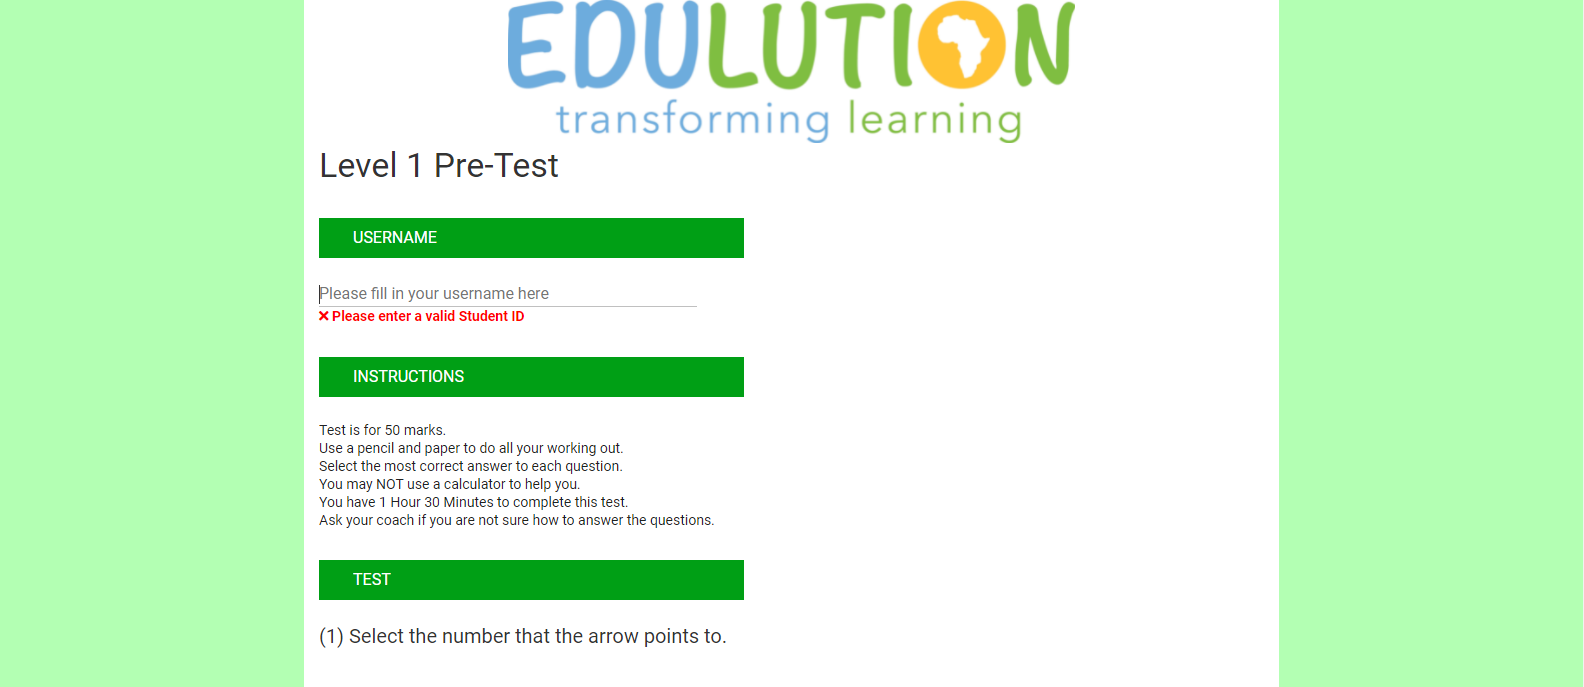 EDULUTION
transforming learning
Level 1 Pre-Test
USERNAME
Please fill in your username here
Please enter a valid Student ID
INSTRUCTIONS
Test is for 50 marks.
Use a pencil and paper to do all your working out.
Select the most correct answer to each question.
You may NOT use a calculator to help you.
You have 1 Hour 30 Minutes to complete this test.
Ask your coach if you are not sure how to answer the questions.
TEST
(1) Select the number that the arrow points to.